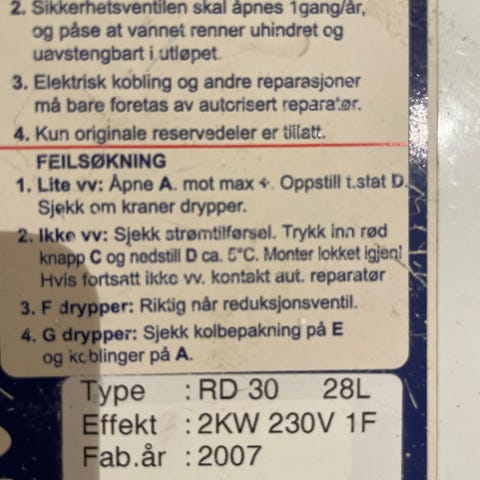 2. Sikkerhetsventilen skal åpnes 1gang/år,
og påse at vannet renner uhindret og
uavstengbart i utløpet.
3. Elektrisk kobling og andre reparasjoner
må bare foretas av autorisert reparatør.
4. Kun originale reservedeler er tillatt.
FEILSØKNING
1. Lite vv: Åpne A. mot max +. Oppstill t.stat D.
Sjekk om kraner drypper.
2. Ikke vv: Sjekk strømtilførsel. Trykk inn rød
knapp C og nedstill D ca. 5°C. Monter lokket igjen!
Hvis fortsatt ikke vv. kontakt aut. reparatør
3. F drypper: Riktig når reduksjonsventil.
4. G drypper: Sjekk kolbepakning på E
og koblinger på A.
Type : RD 30 28L
Effekt : 2KW 230V 1F
Fab.år : 2007